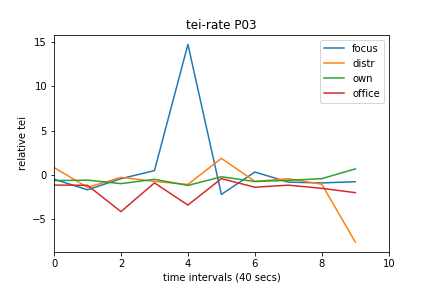 tei-rate P03
15
10
5
0
−5
relative tei
focus
distr
own
office
0 2 4 6 8 10
time intervals (40 secs)